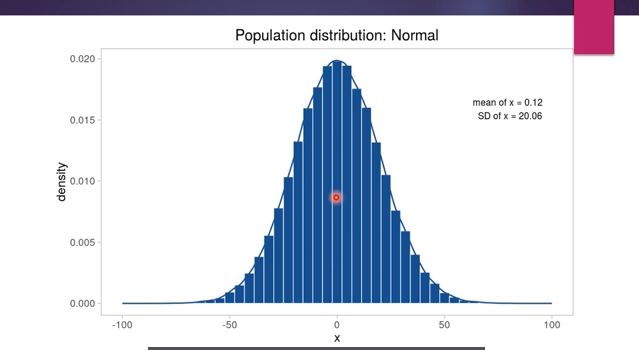 Population distribution: Normal
0.020
mean of x = 0.12
SD of x = 20.06
0.015
0.010
density
0.005
0.000
-100 -50 0 50 100
x